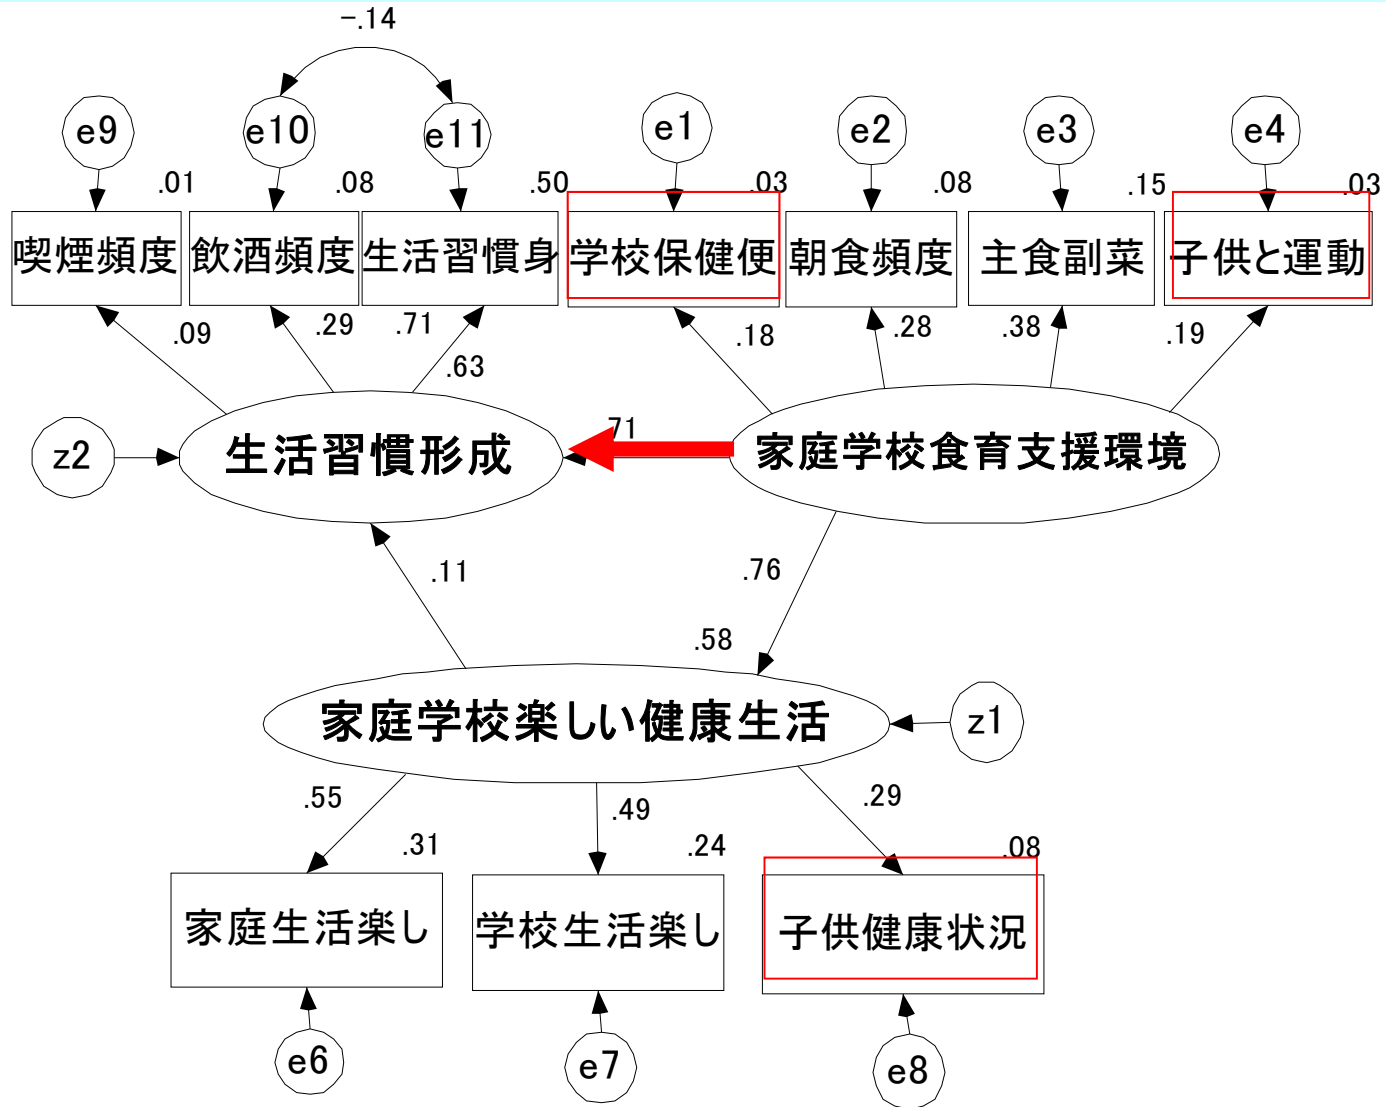 -.14
e9
e10
e11
e1
e2
e3
e4
.01
.08
.50
.03
.08
.15
.03
喫煙頻度
飲酒頻度
生活習慣身
学校保健便
朝食頻度
主食副菜
子供と運動
.09
.29
.71
.63
.18
.28
.38
.19
z2
生活習慣形成
71
家庭学校食育支援環境
.11
.76
.58
家庭学校楽しい健康生活
z1
.55
.49
.29
.31
.24
.08
家庭生活楽し
学校生活楽し
子供健康状況
e6
e7
e8